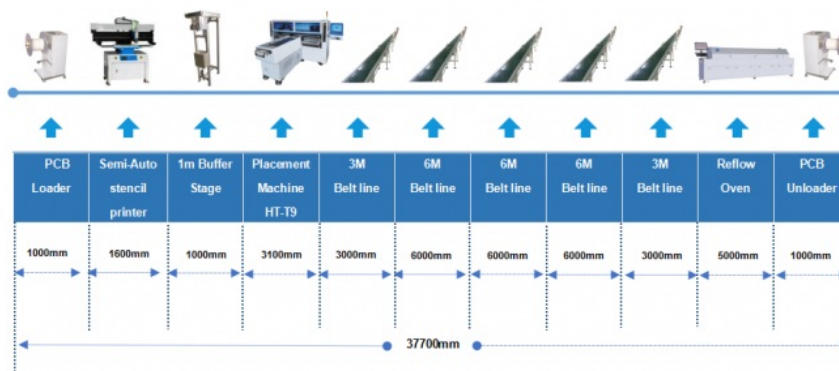 PCB
Loader
Semi-Auto
stencil
printer
1m Buffer
Stage
Placement
Machine
HT-T9
3M
Belt line
6M
Belt line
6M
Belt line
6M
Belt line
3M
Belt line
Reflow
Oven
PCB
Unloader
1000mm
1600mm
1000mm
3100mm
3000mm
6000mm
6000mm
6000mm
3000mm
5000mm
1000mm
37700mm